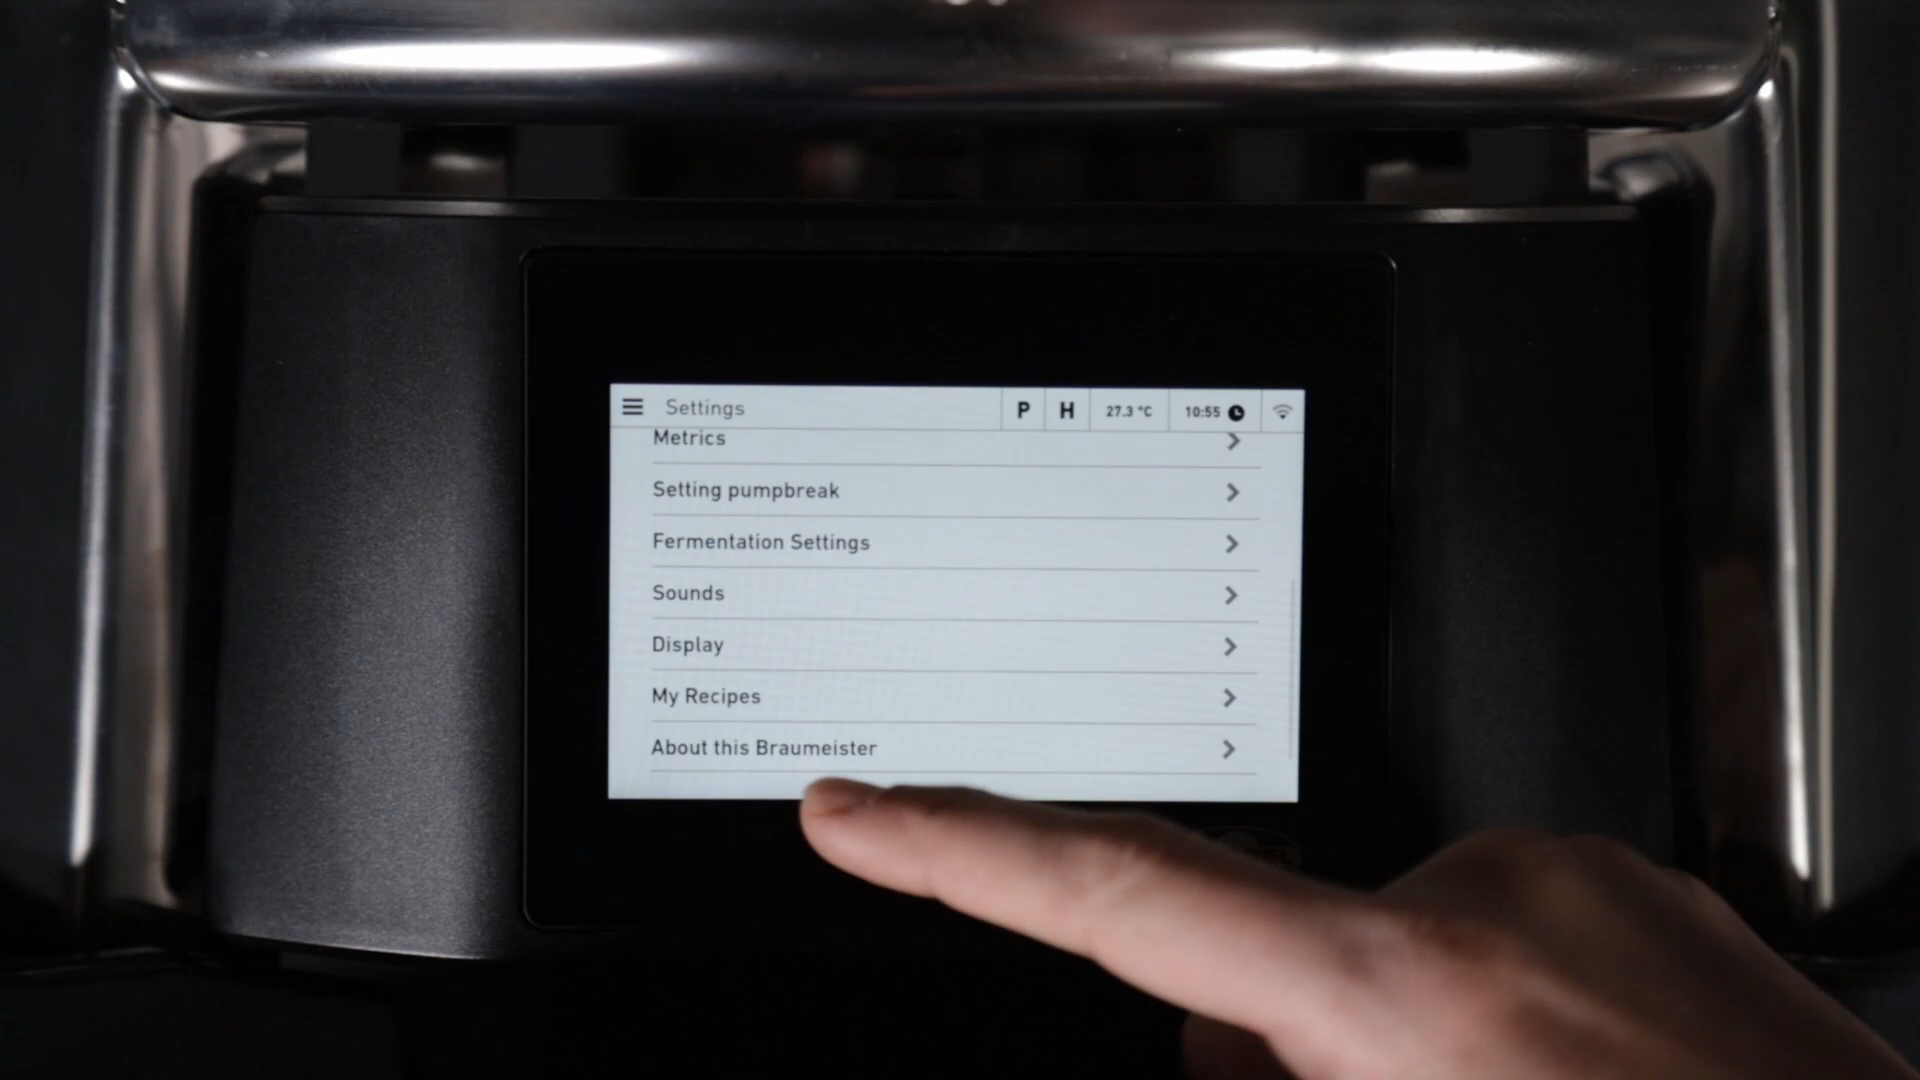 Settings P H 27.3 °C 10:55
Metrics
Setting pumpbreak
Fermentation Settings
Sounds
Display
My Recipes
About this Braumeister